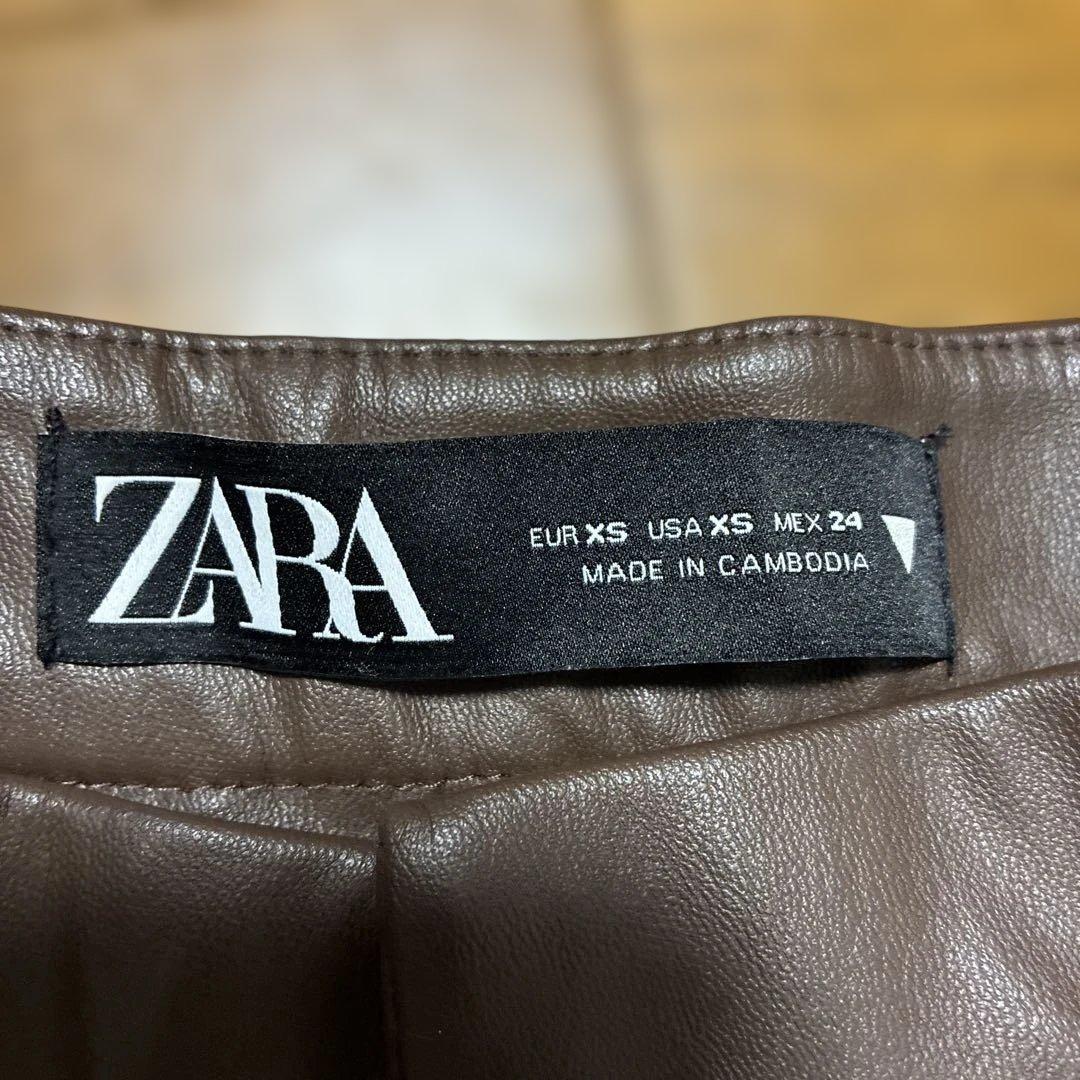 ZARA
EUR XS USA XS MEX 24
MADE IN CAMBODIA